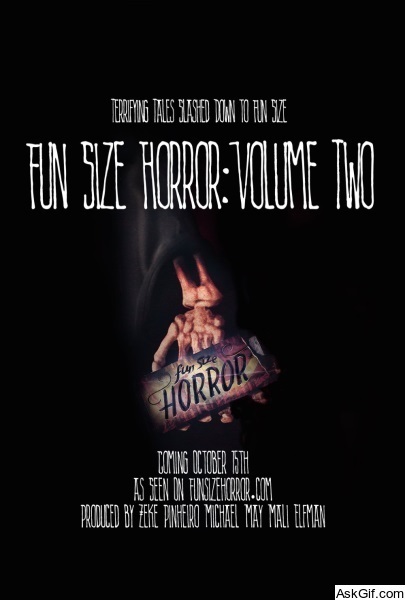 TERRIFYING TALES SLASHED DOWN TO FUN SIZE
FUN SIZE HORROR: VOLUME TWO
fun size
HORROR
COMING OCTOBER 15TH
AS SEEN ON FUNSIZEHORROR.COM
PRODUCED BY ZEKE PINHEIRO MICHAEL MAY MALI ELFMAN
AskGif.com